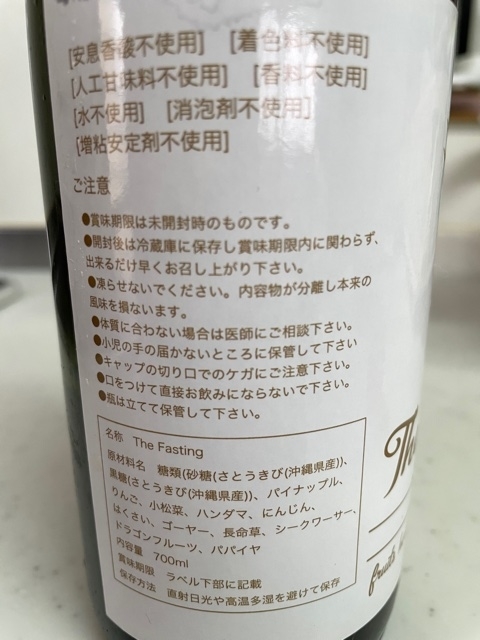 [安息香酸不使用] [着色料不使用]
[人工甘味料不使用] [香料不使用]
[水不使用] [消泡剤不使用]
[増粘安定剤不使用]
ご注意
●賞味期限は未開封時のものです。
●開封後は冷蔵庫に保存し賞味期限内に関わらず、
出来るだけ早くお召し上がり下さい。
●凍らせないでください。内容物が分離し本来の
風味を損ないます。
●体質に合わない場合は医師にご相談下さい。
●小児の手の届かないところに保管して下さい
●キャップの切り口でのケガにご注意下さい。
●口をつけて直接お飲みにならないで下さい。
●瓶は立てて保管して下さい。
名称 The Fasting
原材料名 糖類(砂糖(さとうきび(沖縄県産))、
黒糖(さとうきび(沖縄県産))、パイナップル、
りんご、小松菜、ハンダマ、にんじん、
はくさい、ゴーヤー、長命草、シークワーサー、
ドラゴンフルーツ、パパイヤ
内容量 700ml
賞味期限 ラベル下部に記載
保存方法 直射日光や高温多湿を避けて保存
The
fruits